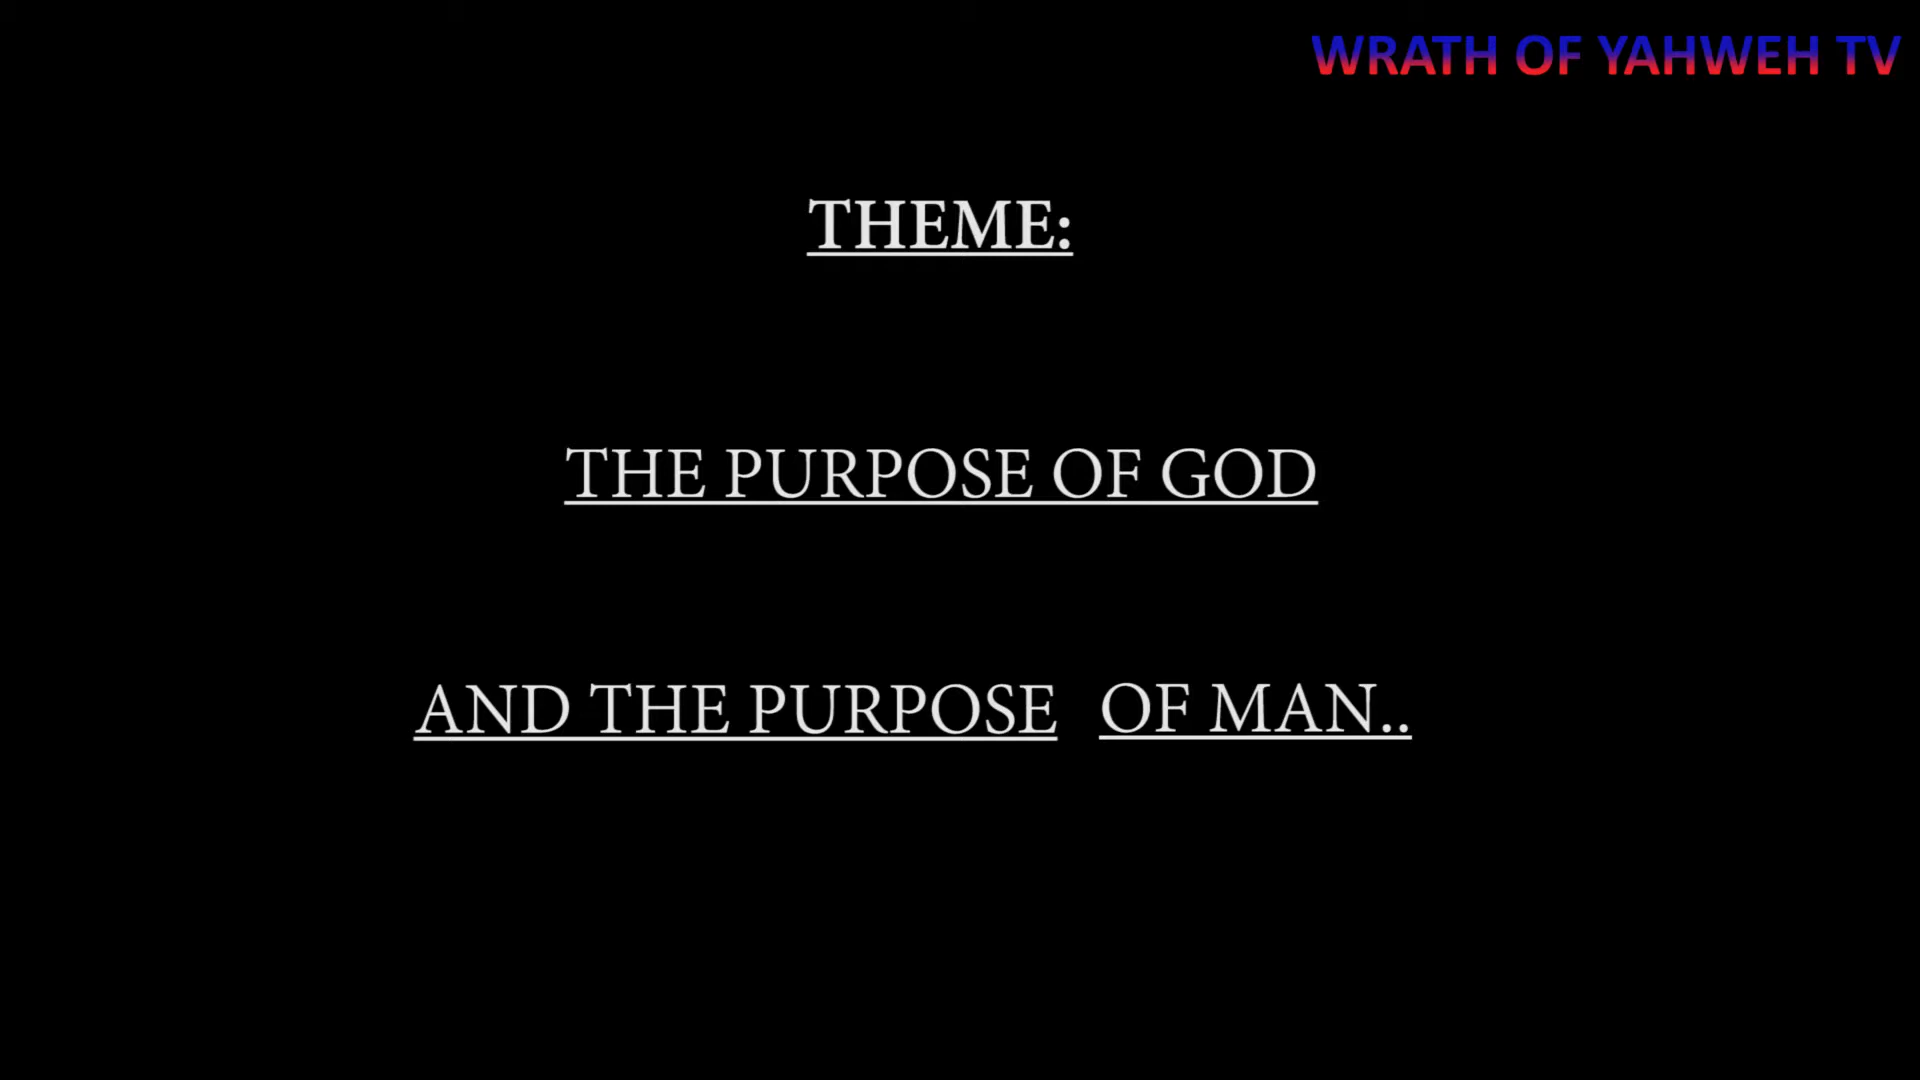 WRATH OF YAHWEH TV
THEME:
THE PURPOSE OF GOD
AND THE PURPOSE OF MAN..